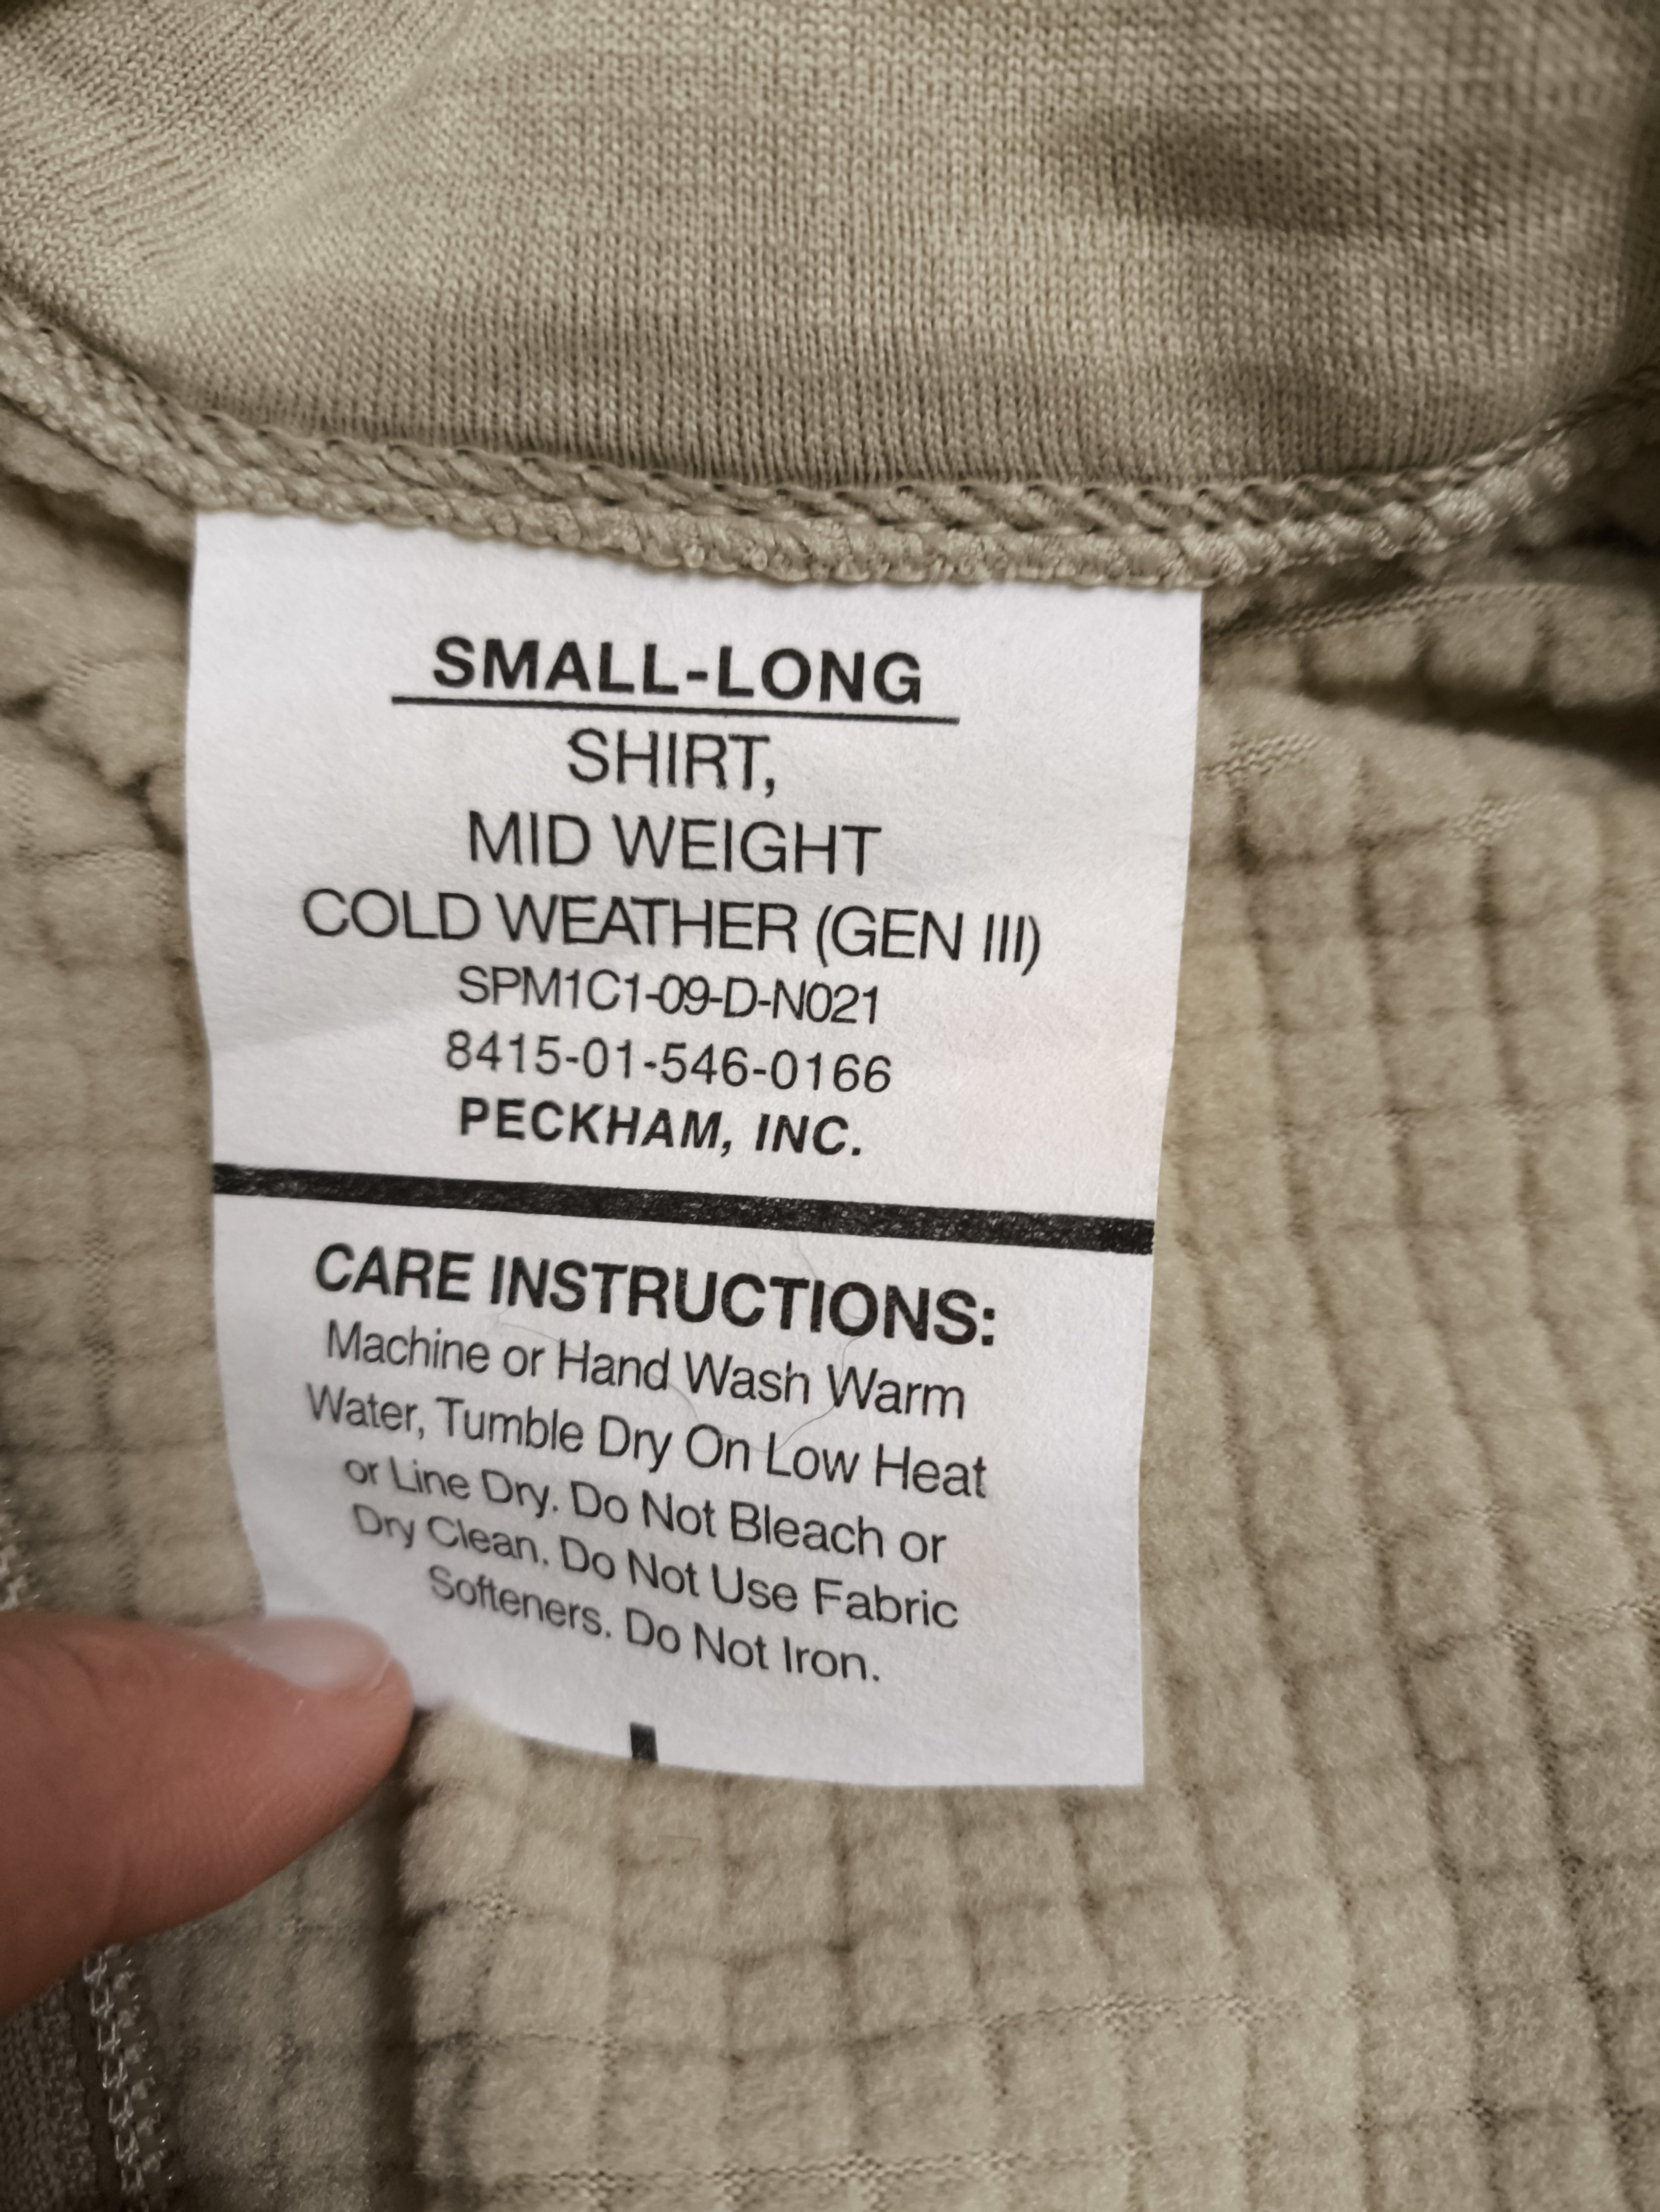 SMALL-LONG
SHIRT,
MID WEIGHT
COLD WEATHER (GEN III)
SPM1C1-09-D-N021
8415-01-546-0166
PECKHAM, INC.
CARE INSTRUCTIONS:
Machine or Hand Wash Warm
Water, Tumble Dry On Low Heat
or Line Dry. Do Not Bleach or
Dry Clean. Do Not Use Fabric
Softeners. Do Not Iron.